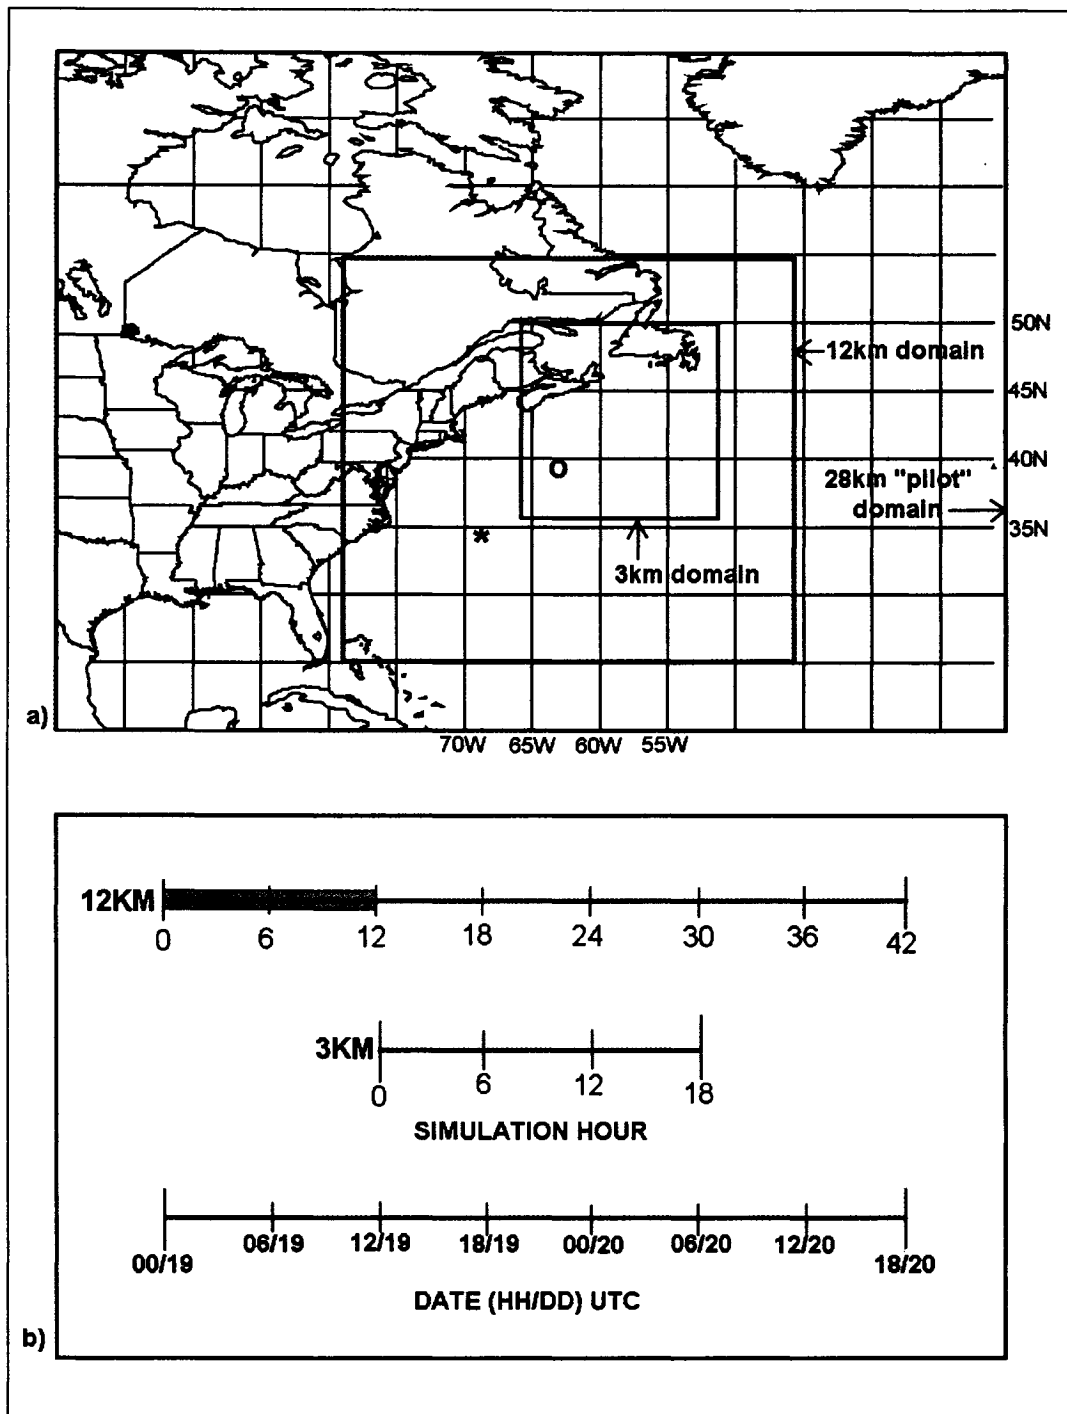 50N
12km domain
45N
40N
28km "pilot"
domain
35N
O
*
3km domain
a)
70W 65W 60W 55W
12KM
0 6 12 18 24 30 36 42
3KM
0 6 12 18
SIMULATION HOUR
00/19 06/19 12/19 18/19 00/20 06/20 12/20 18/20
DATE (HH/DD) UTC
b)